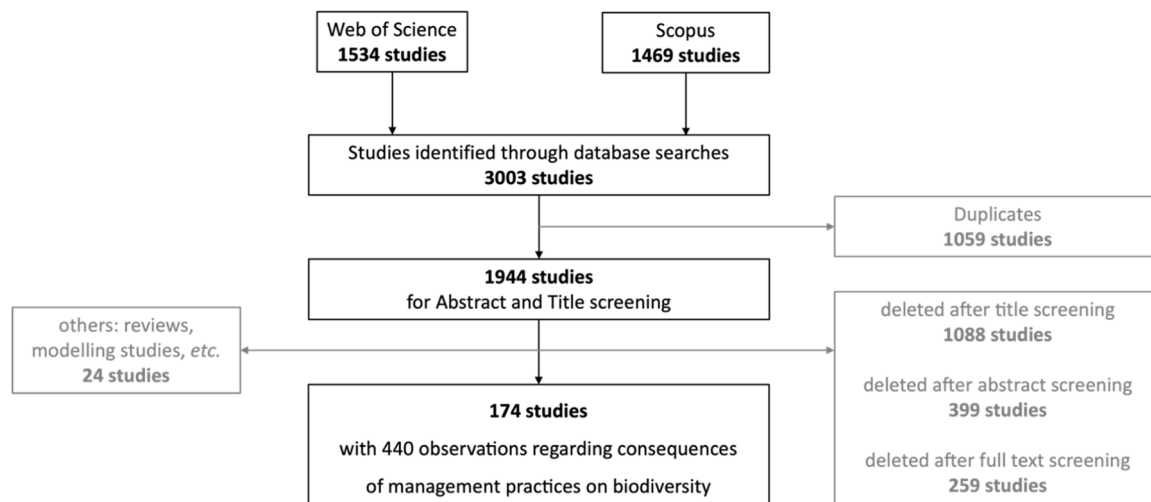 Web of Science
1534 studies
Scopus
1469 studies
Studies identified through database searches
3003 studies
Duplicates
1059 studies
1944 studies
for Abstract and Title screening
others: reviews,
modelling studies, etc.
24 studies
deleted after title screening
1088 studies
deleted after abstract screening
399 studies
deleted after full text screening
259 studies
174 studies
with 440 observations regarding consequences
of management practices on biodiversity